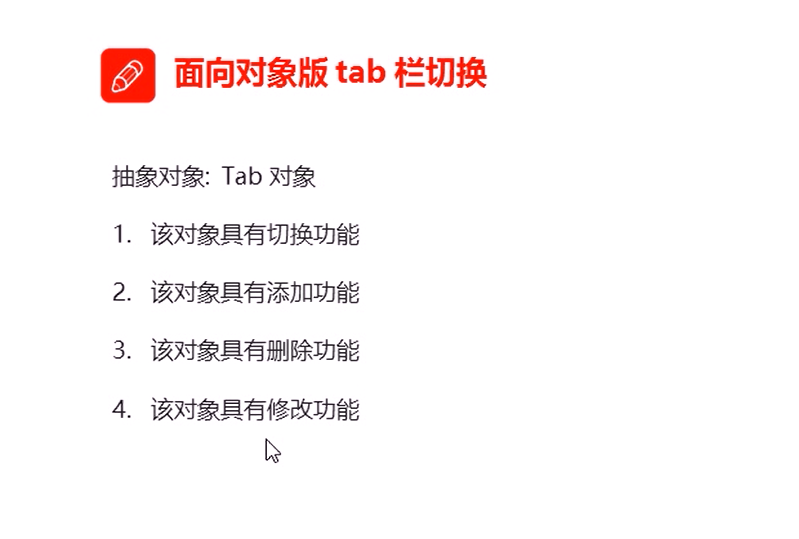 面向对象版 tab 栏切换
抽象对象: Tab 对象
1. 该对象具有切换功能
2. 该对象具有添加功能
3. 该对象具有删除功能
4. 该对象具有修改功能